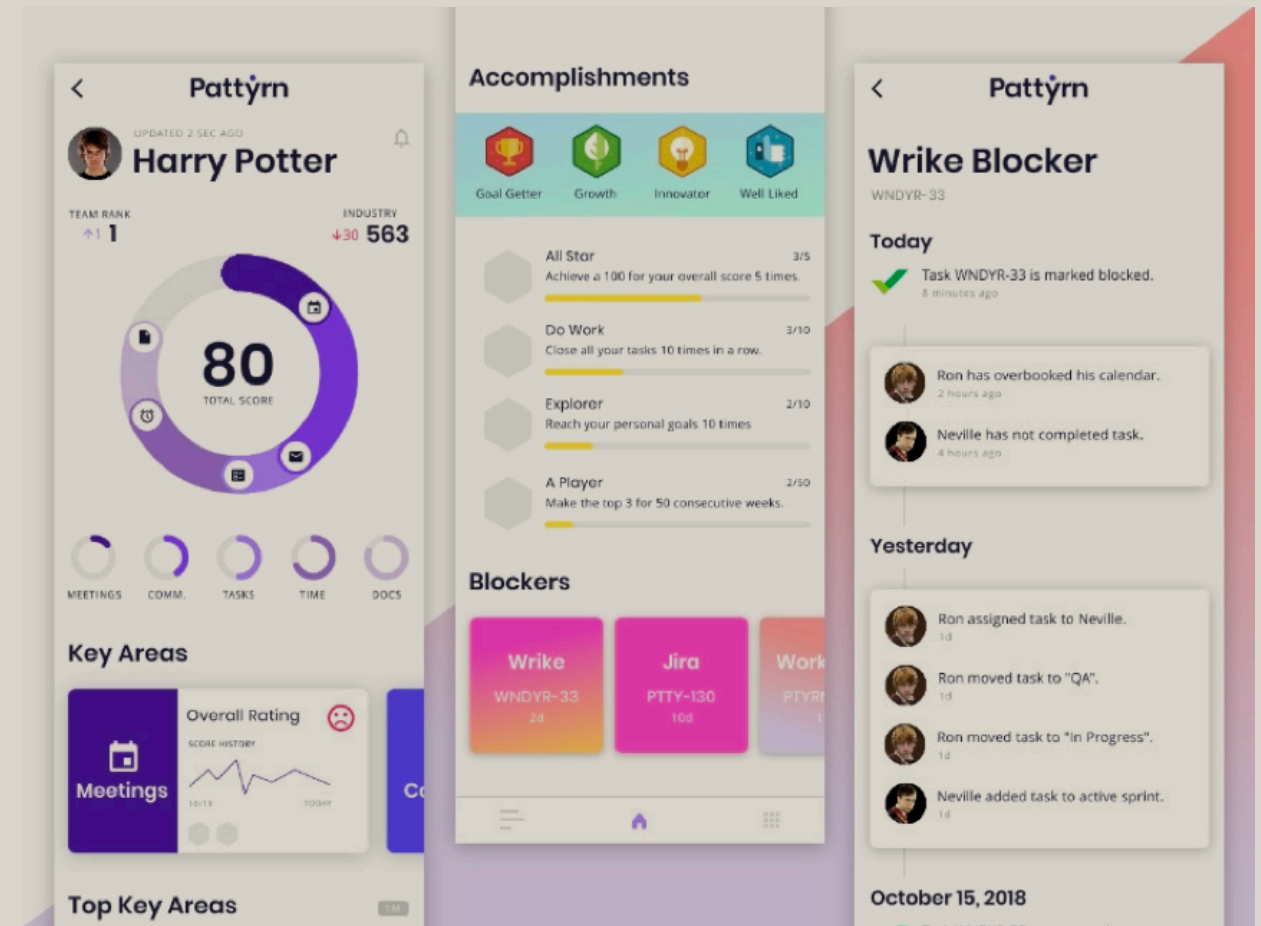 Pattyrn
UPDATED 2 SEC AGO
Harry Potter
TEAM RANK
↑1 1
INDUSTRY
↓30 563
80
TOTAL SCORE
MEETINGS COMM. TASKS TIME DOCS
Key Areas
Meetings
Overall Rating
SCORE HISTORY
10/18 TODAY
Co
Top Key Areas
1M
Accomplishments
Goal Getter Growth Innovator Well Liked
All Star 3/5
Achieve a 100 for your overall score 5 times.
Do Work 3/10
Close all your tasks 10 times in a row.
Explorer 2/10
Reach your personal goals 10 times
A Player 2/50
Make the top 3 for 50 consecutive weeks.
Blockers
Wrike
WNDYR-33
2d
Jira
PTTY-130
10d
Work
PTYR
1
Pattyrn
Wrike Blocker
WNDYR-33
Today
Task WNDYR-33 is marked blocked.
8 minutes ago
Ron has overbooked his calendar.
2 hours ago
Neville has not completed task.
4 hours ago
Yesterday
Ron assigned task to Neville.
1d
Ron moved task to "QA".
1d
Ron moved task to "In Progress".
1d
Neville added task to active sprint.
1d
October 15, 2018